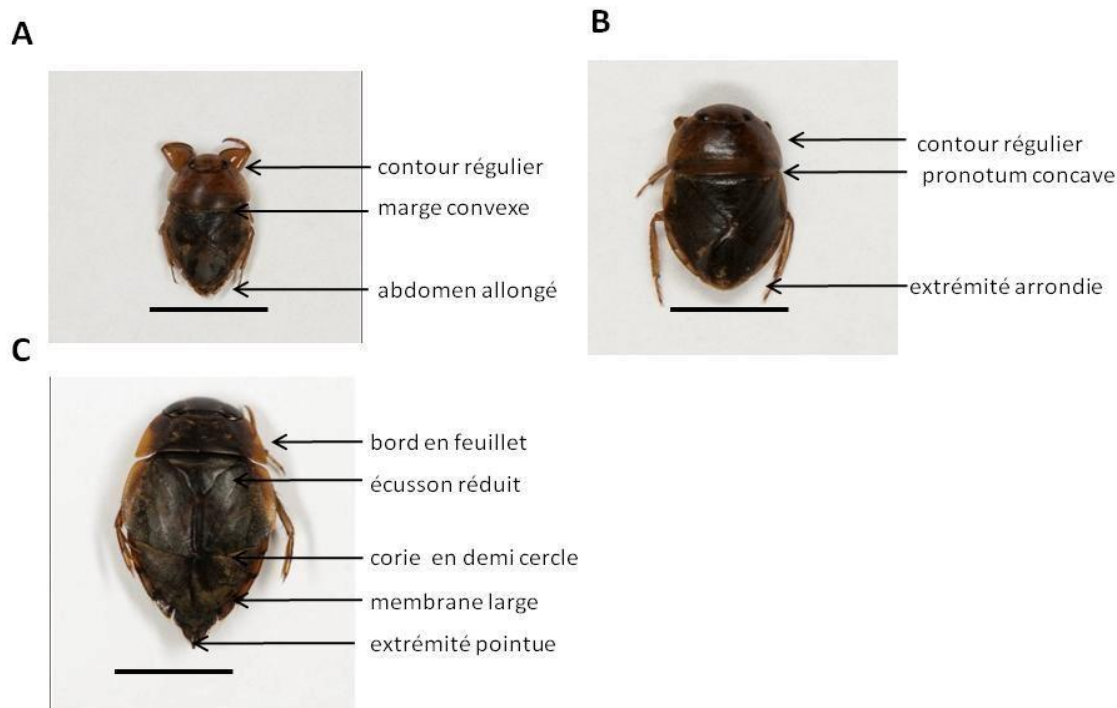 A
contour régulier
marge convexe
abdomen allongé
B
contour régulier
pronotum concave
extrémité arrondie
C
bord en feuillet
écusson réduit
corie en demi cercle
membrane large
extrémité pointue